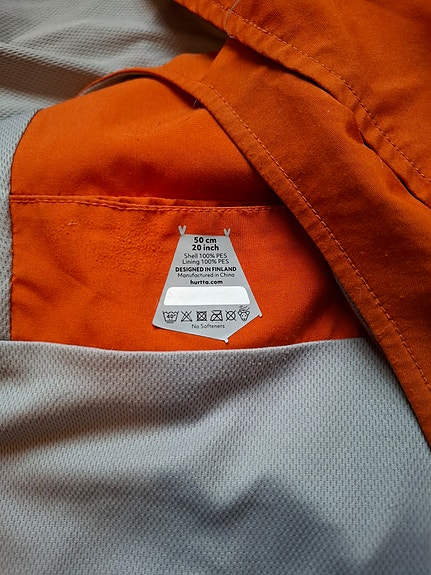 50 cm
20 inch
Shell 100% PES
Lining 100% PES
DESIGNED IN FINLAND
Manufactured in China
hurtta.com
40
No Softeners